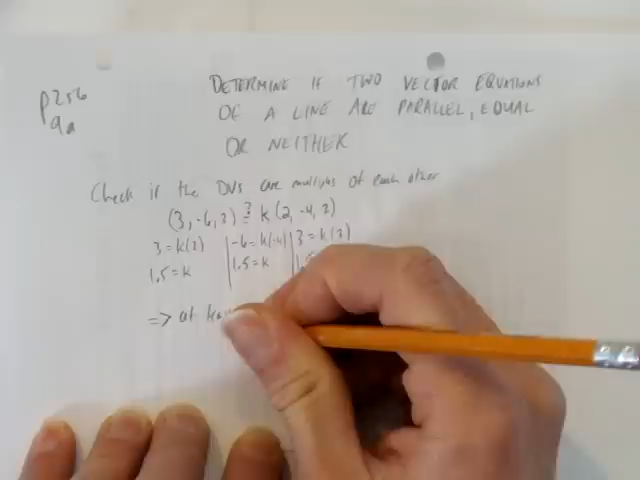 p256
9a
DETERMINE IF TWO VECTOR EQUATIONS
OF A LINE ARE PARALLEL, EQUAL
OR NEITHER
Check if the DVs are multiples of each other
(3, -6, 3) ≟ k(2, -4, 2)
3 = k(2) | -6 = k(-4) | 3 = k(2)
1.5 = k | 1.5 = k | 1.5
=> at